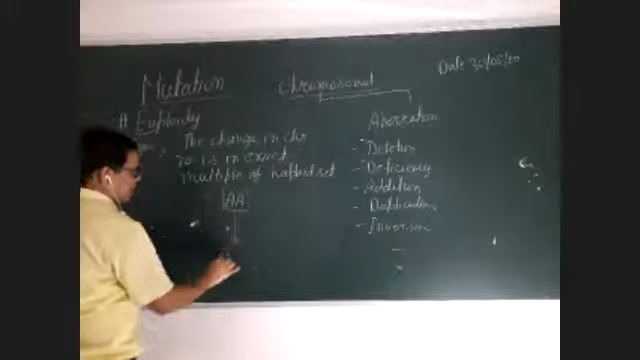 Date 30/05/20
Mutation Chromosomal
# Euploidy
The change in chr
no is in exact
multiple of haploid set
AA
Aberration
- Deletion
- Deficiency
- Addition
- Duplication
- Inversion